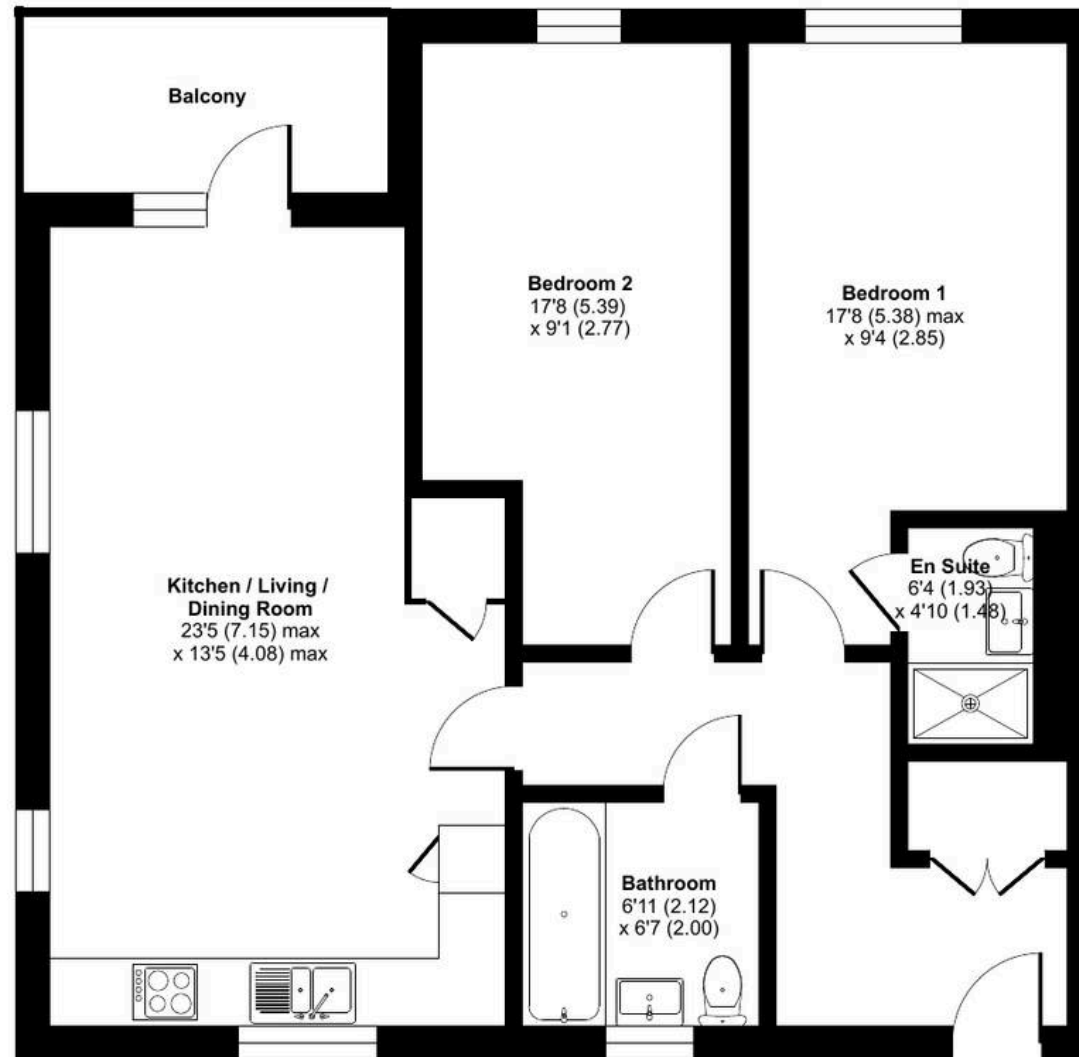 Balcony
Bedroom 2
17'8 (5.39)
x 9'1 (2.77)
Bedroom 1
17'8 (5.38) max
x 9'4 (2.85)
Kitchen / Living /
Dining Room
23'5 (7.15) max
x 13'5 (4.08) max
En Suite
6'4 (1.93)
x 4'10 (1.48)
Bathroom
6'11 (2.12)
x 6'7 (2.00)